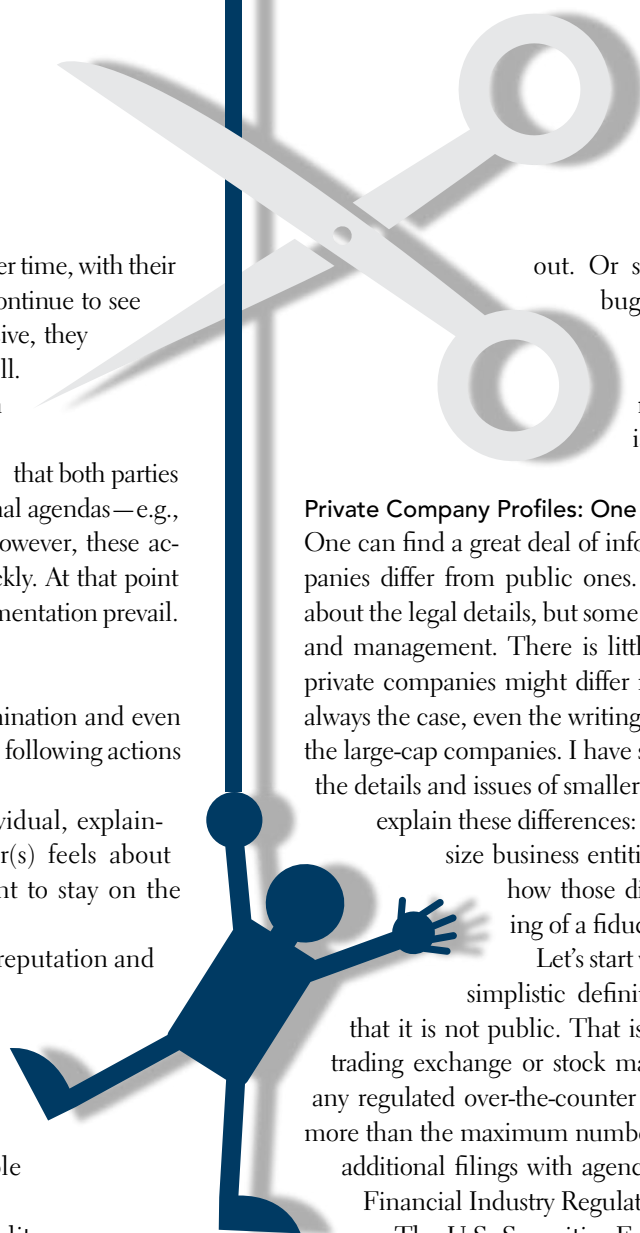 er time, with their
ontinue to see
ive, they
ll.
that both parties
nal agendas—e.g.,
owever, these ac-
kly. At that point
mentation prevail.
nination and even
following actions
vidual, explain-
r(s) feels about
nt to stay on the
reputation and
ole
out. Or s
bug
Private Company Profiles: One
One can find a great deal of info
panies differ from public ones.
about the legal details, but some
and management. There is littl
private companies might differ
always the case, even the writing
the large-cap companies. I have s
the details and issues of smaller
explain these differences:
size business entiti
how those di
ing of a fiduc
Let's start
simplistic definit
that it is not public. That is
trading exchange or stock ma
any regulated over-the-counter
more than the maximum numb
additional filings with agenc
Financial Industry Regulat
The U.S. Securities E